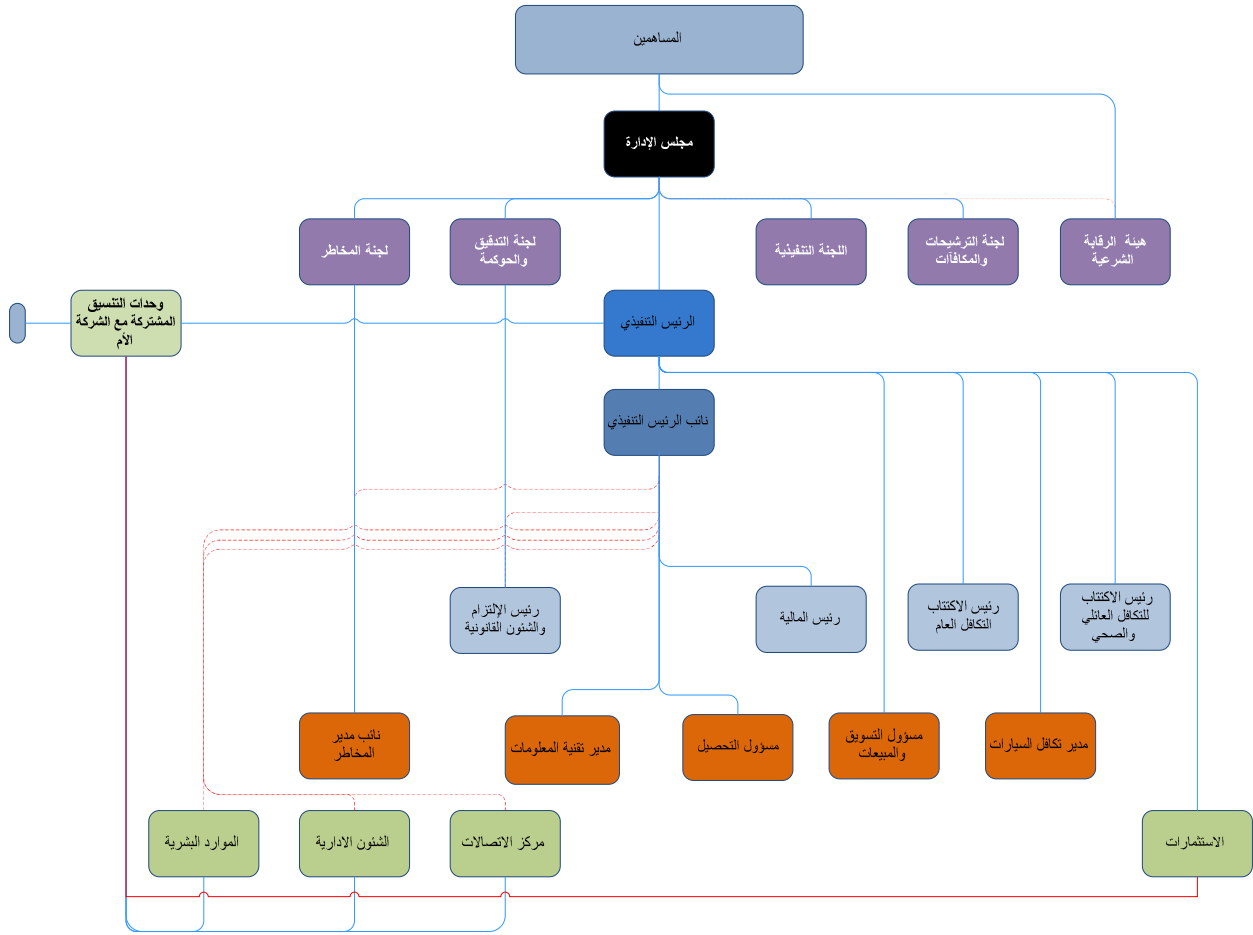 المساهمين
مجلس الإدارة
هيئة الرقابة
الشرعية
لجنة الترشيحات
والمكافآات
اللجنة التنفيذية
لجنة التدقيق
والحوكمة
لجنة المخاطر
الرئيس التنفيذي
وحدات التنسيق
المشتركة مع الشركة
الأم
نائب الرئيس التنفيذي
رئيس الاكتتاب
للتكافل العائلي
والصحي
رئيس الاكتتاب
التكافل العام
رئيس المالية
رئيس الإلتزام
والشئون القانونية
مدير تكافل السيارات
مسؤول التسويق
والمبيعات
مسؤول التحصيل
مدير تقنية المعلومات
نائب مدير
المخاطر
الاستثمارات
مركز الاتصالات
الشئون الادارية
الموارد البشرية